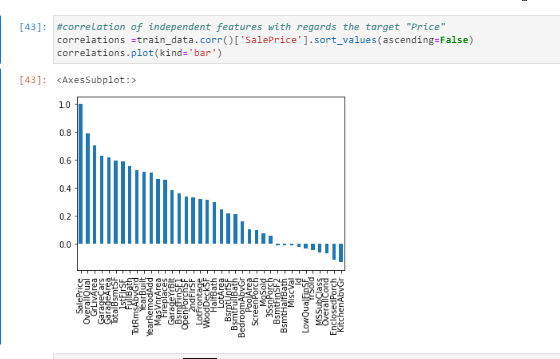 [43]: #correlation of independent features with regards the target "Price"
correlations =train_data.corr()['SalePrice'].sort_values(ascending=False)
correlations.plot(kind='bar')
[43]: <AxesSubplot:>
1.0
0.8
0.6
0.4
0.2
0.0
SalePrice
OverallQual
GrLivArea
GarageCars
GarageArea
TotalBsmtSF
1stFlrSF
FullBath
TotRmsAbvGrd
YearBuilt
YearRemodAdd
MasVnrArea
Fireplaces
GarageYrBlt
BsmtFinSF1
OpenPorchSF
2ndFlrSF
LotFrontage
WoodDeckSF
HalfBath
LotArea
BsmtUnfSF
BsmtFullBath
BedroomAbvGr
PoolArea
ScreenPorch
MoSold
3SsnPorch
BsmtFinSF2
BsmtHalfBath
MiscVal
Id
LowQualFinSF
YrSold
MSSubClass
OverallCond
EnclosedPorch
KitchenAbvGr